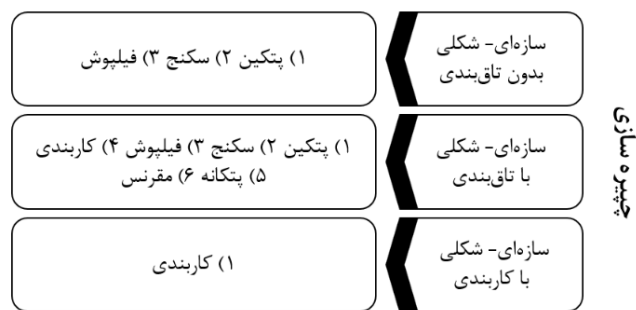 چپیره سازی
سازه‌ای- شکلی
بدون تاق‌بندی
۱) پتکین ۲) سکنج ۳) فیلپوش
سازه‌ای- شکلی
با تاق‌بندی
۱) پتکین ۲) سکنج ۳) فیلپوش ۴) کاربندی
۵) پتکانه ۶) مقرنس
سازه‌ای- شکلی
با کاربندی
۱) کاربندی